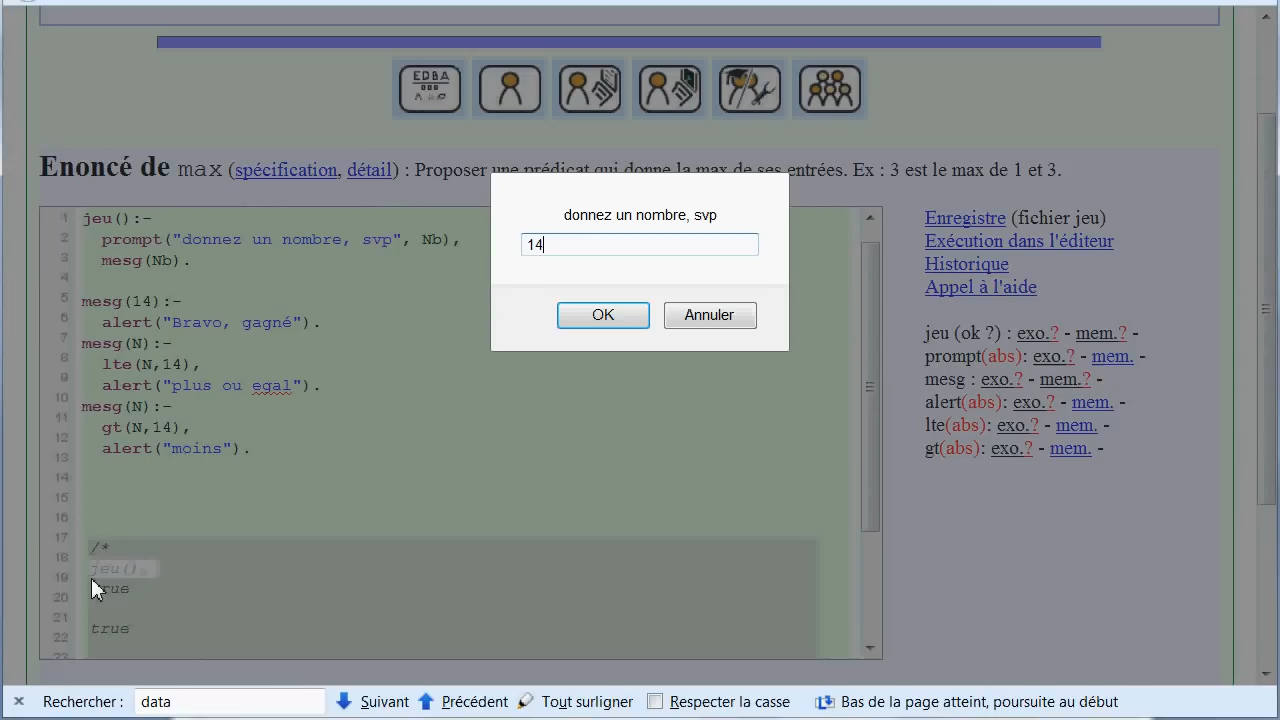 EDBA
Enoncé de max (spécification, détail) : Proposer une prédicat qui donne la max de ses entrées. Ex : 3 est le max de 1 et 3.
donnez un nombre, svp
14
OK
Annuler
1 jeu():-
2 prompt("donnez un nombre, svp", Nb),
3 mesg(Nb).
4
5 mesg(14):-
6 alert("Bravo, gagné").
7 mesg(N):-
8 lte(N,14),
9 alert("plus ou egal").
10 mesg(N):-
11 gt(N,14),
12 alert("moins").
13
14
15
16
17 /*
18 jeu().
19 true
20
21 true
22
23
Enregistre (fichier jeu)
Exécution dans l'éditeur
Historique
Appel à l'aide
jeu (ok ?) : exo.? - mem.? -
prompt(abs): exo.? - mem. -
mesg : exo.? - mem.? -
alert(abs): exo.? - mem. -
lte(abs): exo.? - mem. -
gt(abs): exo.? - mem. -
Rechercher : data Suivant Précédent Tout surligner Respecter la casse Bas de la page atteint, poursuite au début